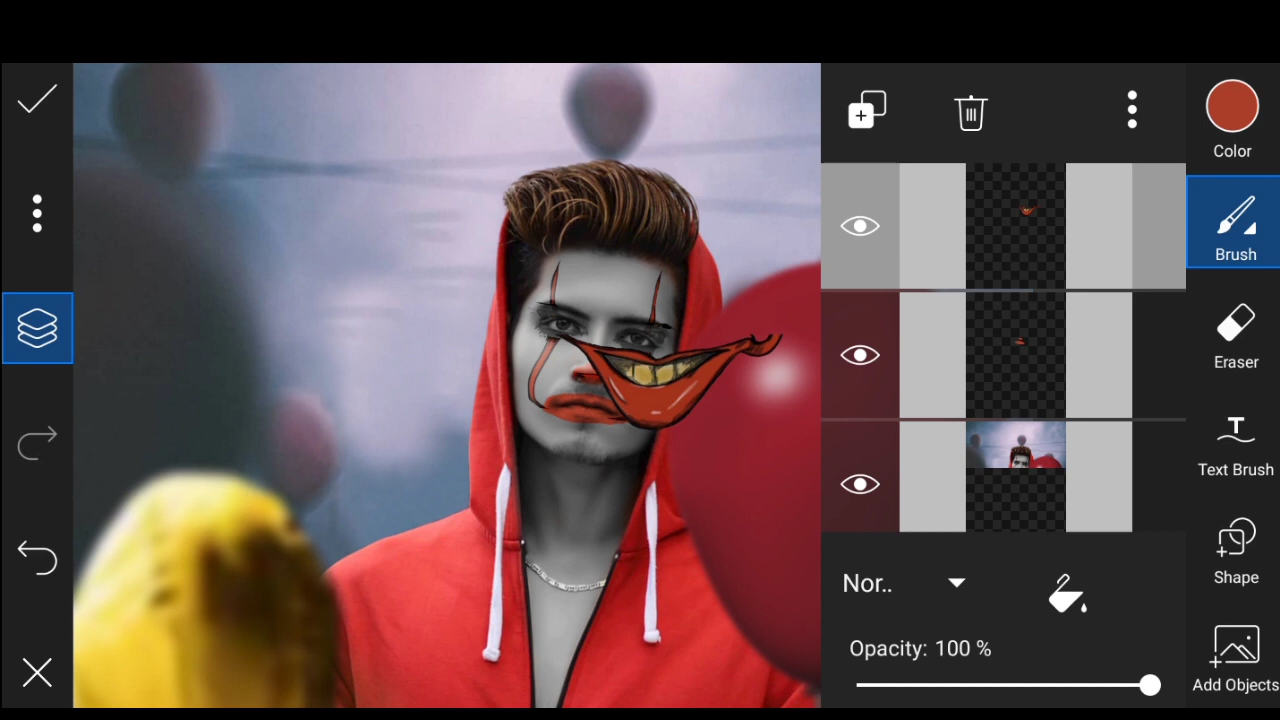 Color
Brush
Eraser
T
Text Brush
Shape
Nor..
Opacity: 100 %
Add Objects